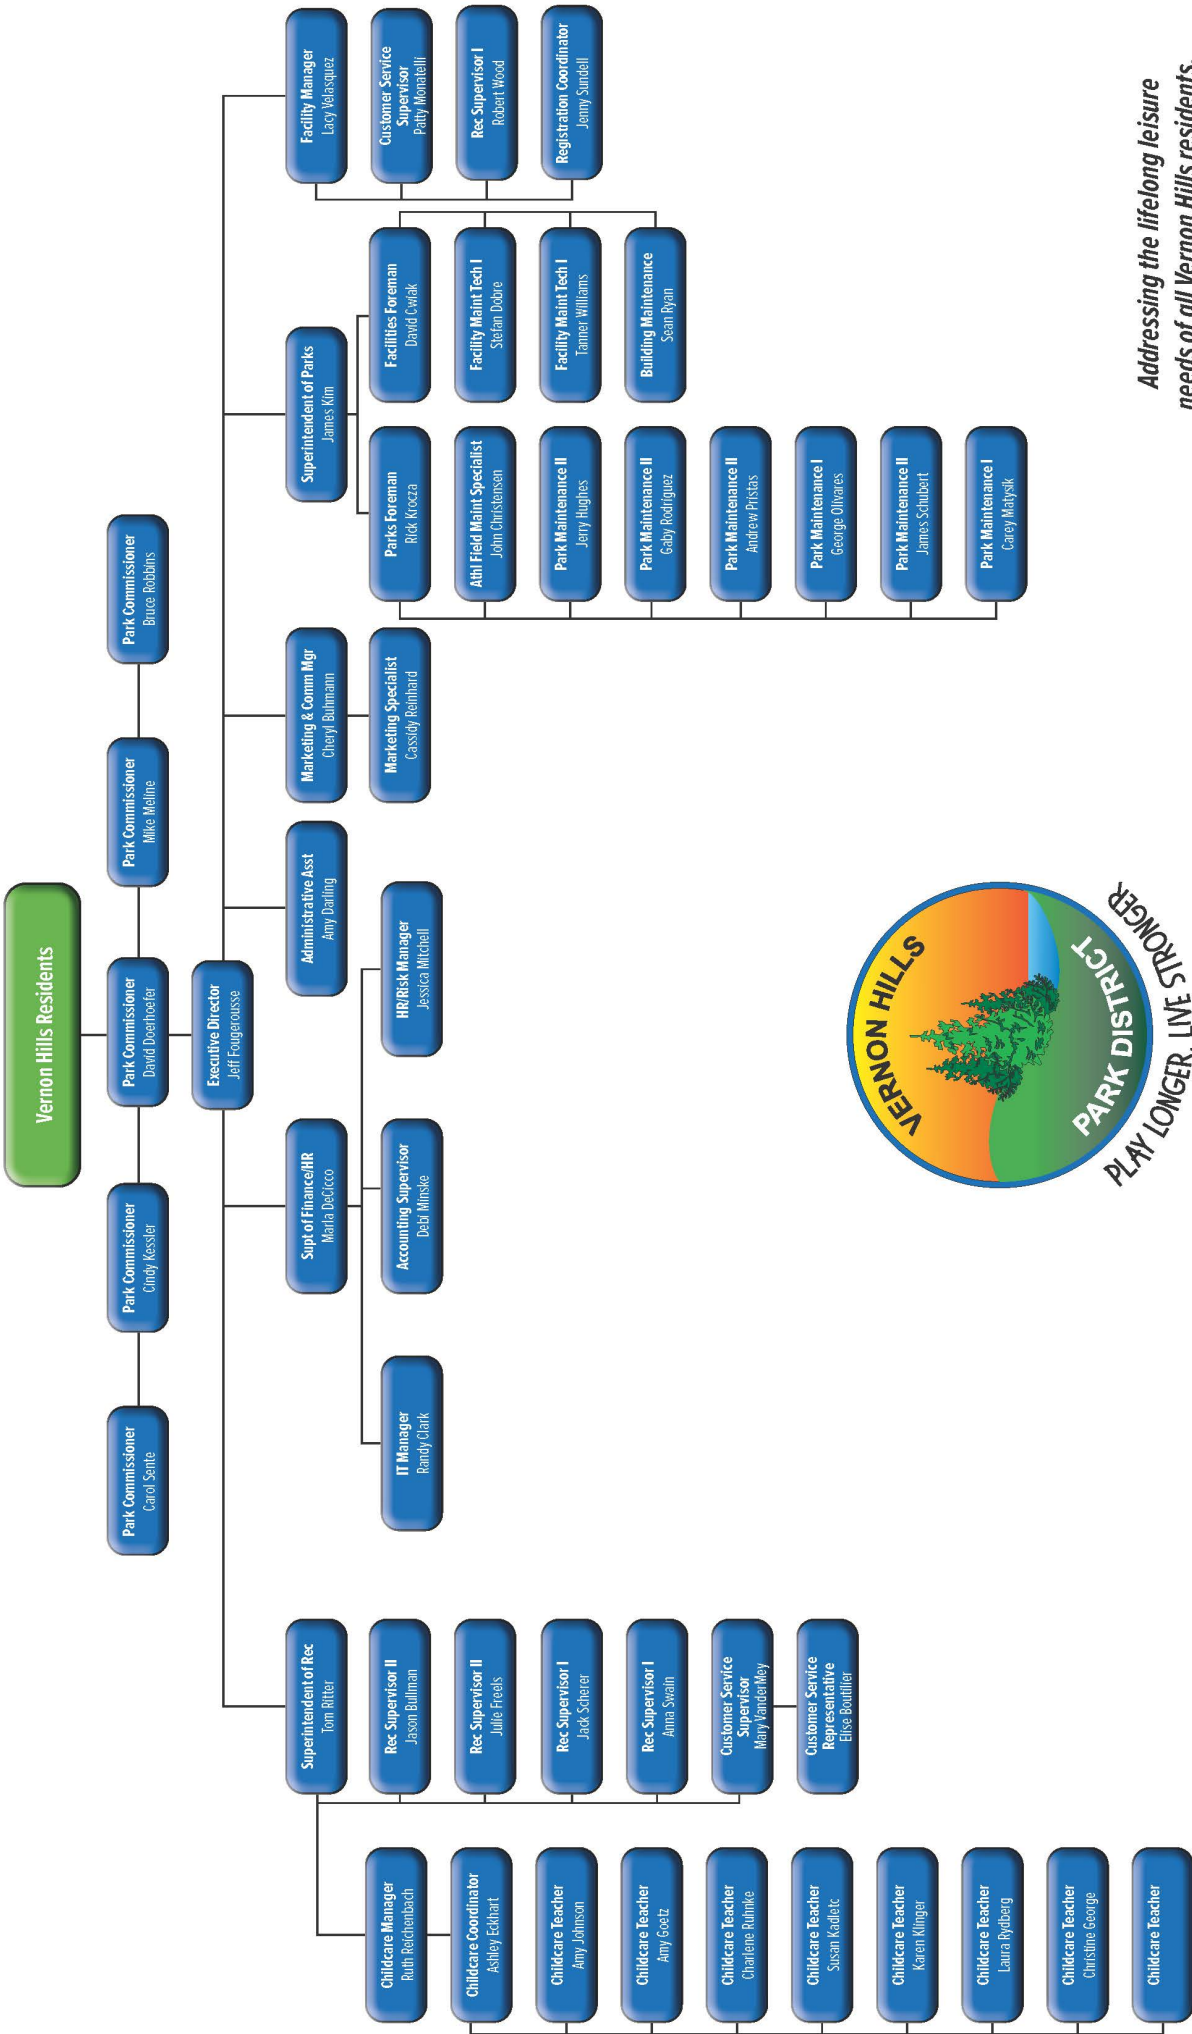 Vernon Hills Residents
Park Commissioner
Carol Sente
Park Commissioner
Cindy Kessler
Park Commissioner
David Doerhoefer
Park Commissioner
Mike Meline
Park Commissioner
Bruce Robbins
Executive Director
Jeff Fougerousse
Superintendent of Rec
Tom Ritter
Supt of Finance/HR
Marla DeCicco
Administrative Asst
Amy Darling
Marketing & Comm Mgr
Cheryl Buhmann
Superintendent of Parks
James Kim
Facility Manager
Lacy Velasquez
Childcare Manager
Ruth Reichenbach
Childcare Coordinator
Ashley Eckhart
Childcare Teacher
Amy Johnson
Childcare Teacher
Amy Goetz
Childcare Teacher
Charlene Ruhnke
Childcare Teacher
Susan Kadletc
Childcare Teacher
Karen Klinger
Childcare Teacher
Laura Rydberg
Childcare Teacher
Christine George
Childcare Teacher
Rec Supervisor II
Jason Bullman
Rec Supervisor II
Julie Freels
Rec Supervisor I
Jack Scherer
Rec Supervisor I
Anna Swain
Customer Service
Supervisor
Mary VanderMey
Customer Service
Representative
Elise Boutilier
IT Manager
Randy Clark
Accounting Supervisor
Debi Minske
HR/Risk Manager
Jessica Mitchell
Marketing Specialist
Cassidy Reinhard
Parks Foreman
Rick Krocza
Athl Field Maint Specialist
John Christensen
Park Maintenance II
Jerry Hughes
Park Maintenance II
Gaby Rodriguez
Park Maintenance II
Andrew Pristas
Park Maintenance I
George Olvares
Park Maintenance II
James Schubert
Park Maintenance I
Carey Matysik
Facilities Foreman
David Cwiak
Facility Maint Tech I
Stefan Dobre
Facility Maint Tech I
Tanner Williams
Building Maintenance
Sean Ryan
Customer Service
Supervisor
Patty Monatelli
Rec Supervisor I
Robert Wood
Registration Coordinator
Jenny Sundell
VERNON HILLS
PARK DISTRICT
PLAY LONGER. LIVE STRONGER
Addressing the lifelong leisure
needs of all Vernon Hills residents.